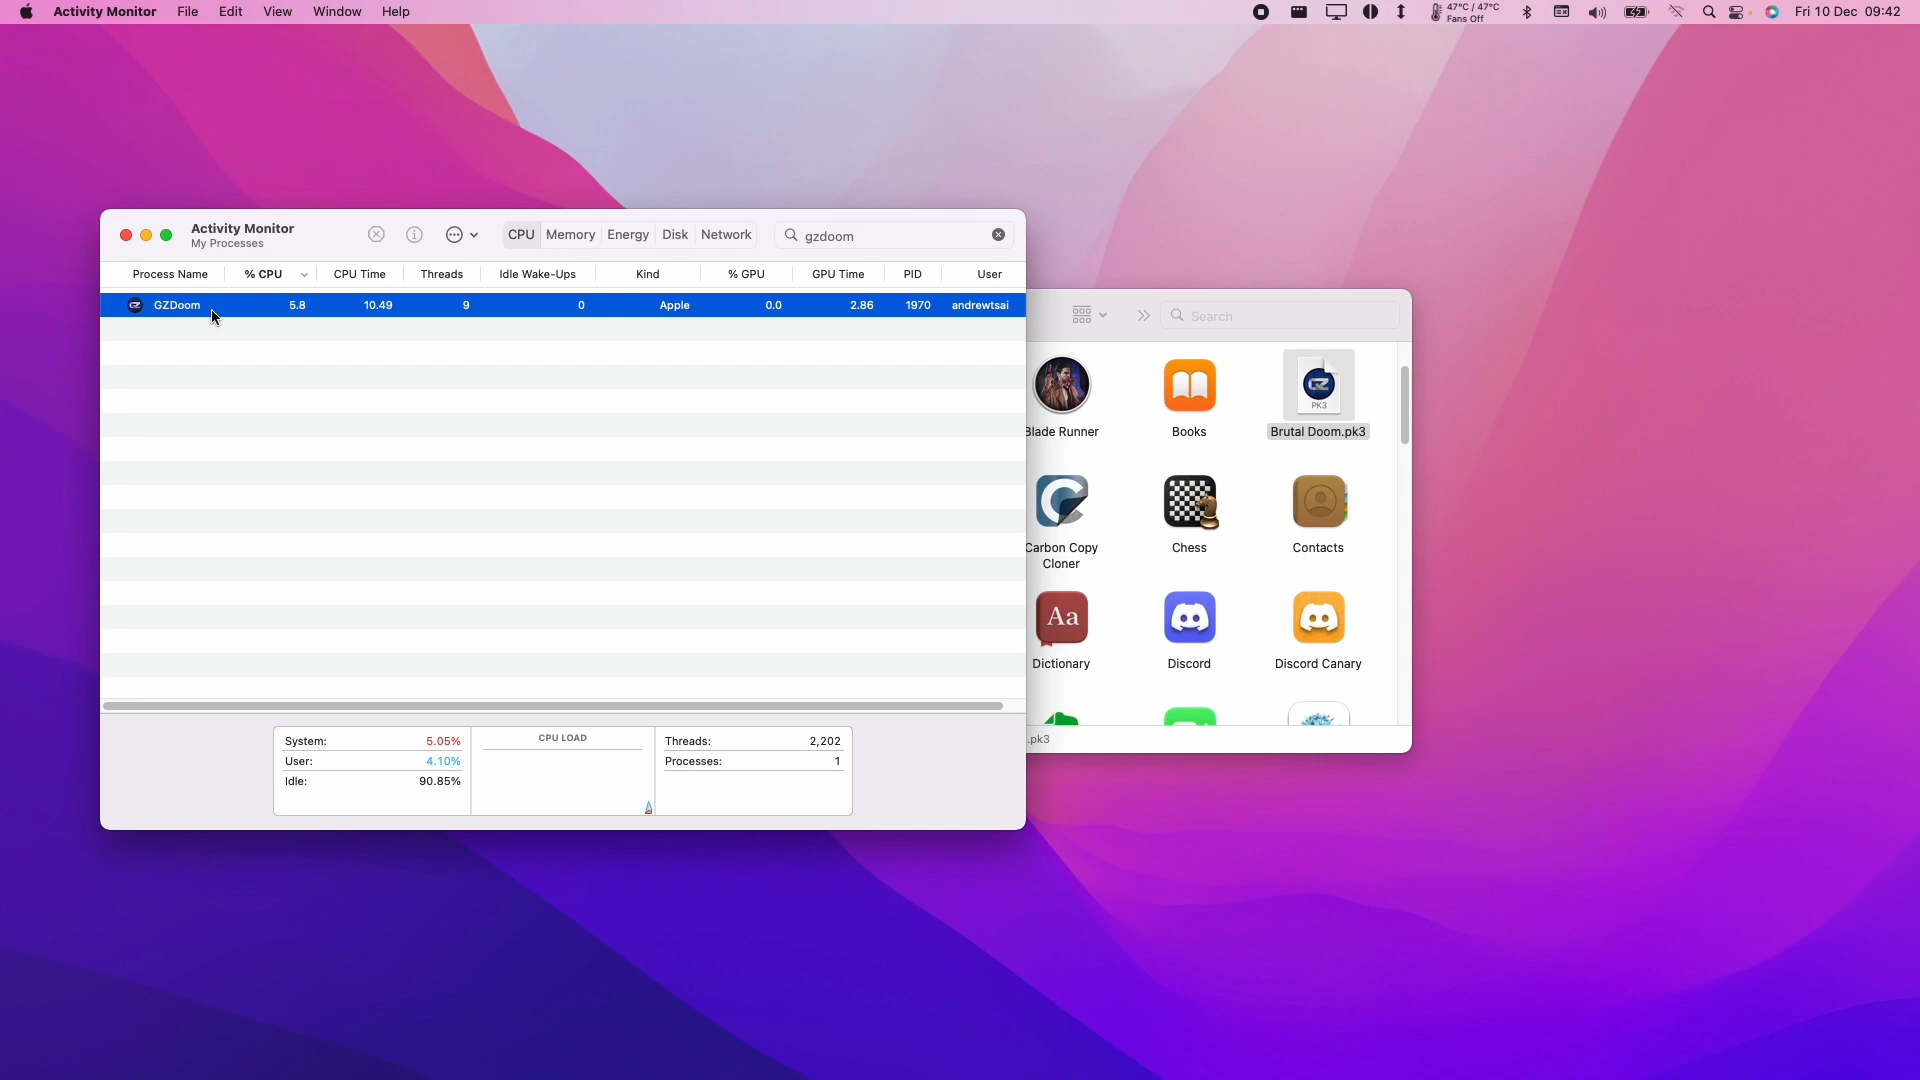 Activity Monitor File Edit View Window Help
47°C / 47°C
Fans Off
Fri 10 Dec 09:42
Activity Monitor
My Processes
CPU Memory Energy Disk Network
gzdoom
Process Name % CPU CPU Time Threads Idle Wake-Ups Kind % GPU GPU Time PID User
GZDoom 5.8 10.49 9 0 Apple 0.0 2.86 1970 andrewtsai
System: 5.05%
User: 4.10%
Idle: 90.85%
CPU LOAD
Threads: 2,202
Processes: 1
Search
PK3
Blade Runner Books Brutal Doom.pk3
Carbon Copy
Cloner
Chess Contacts
Aa
Dictionary Discord Discord Canary
.pk3